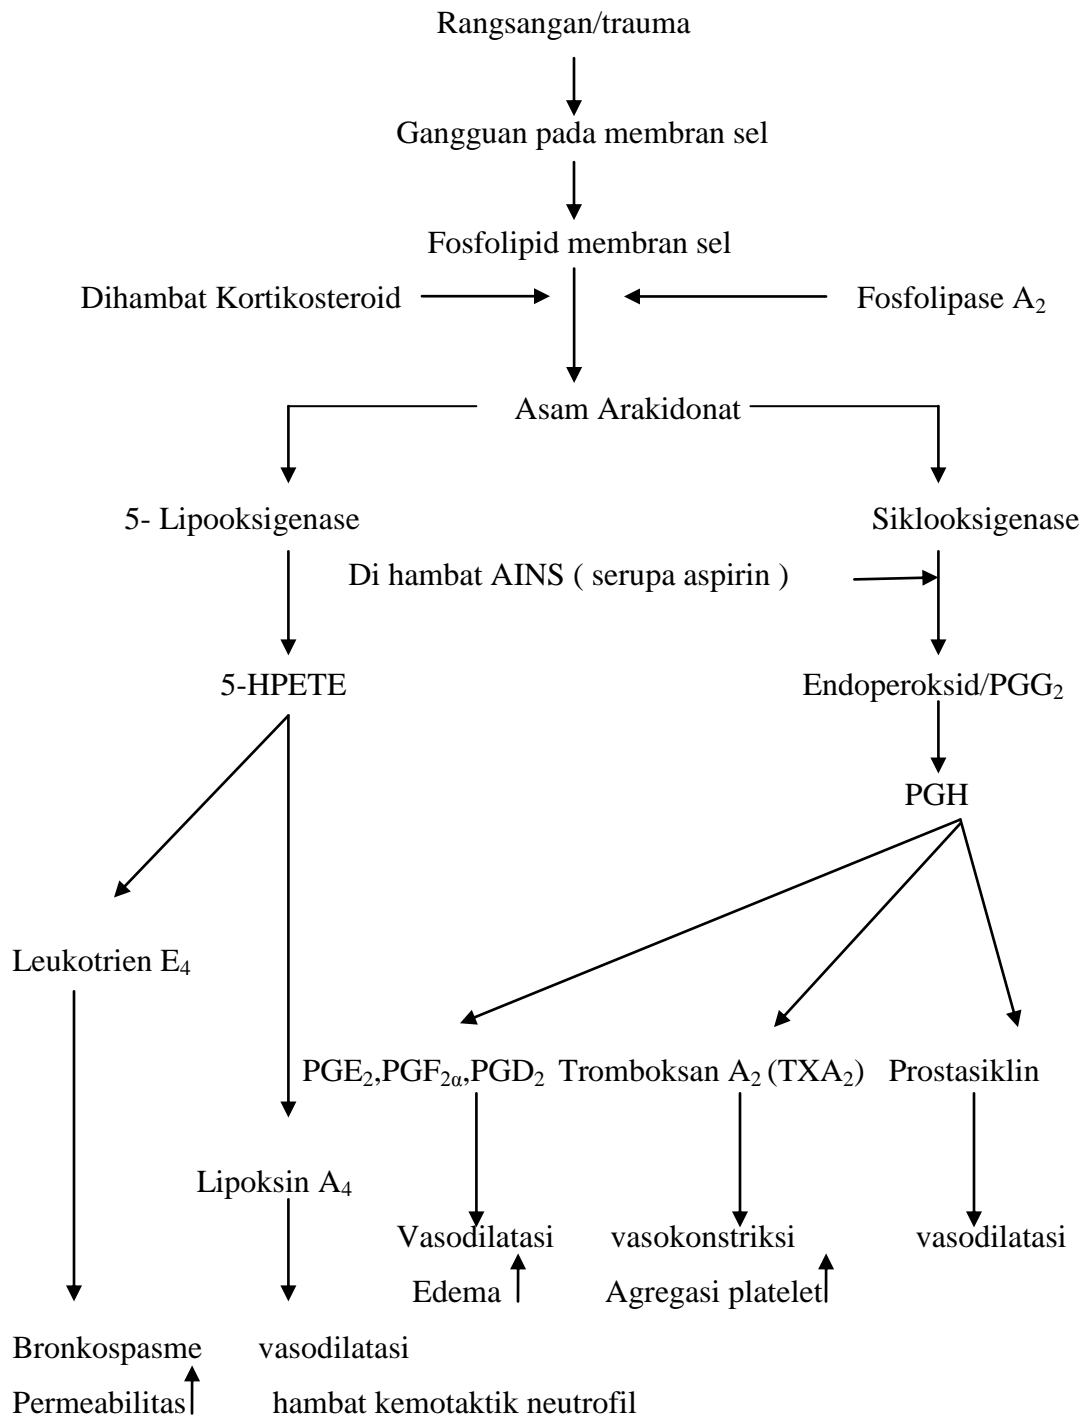 Rangsangan/trauma
Gangguan pada membran sel
Fosfolipid membran sel
Dihambat Kortikosteroid
Fosfolipase A₂
Asam Arakidonat
5- Lipooksigenase
Siklooksigenase
Di hambat AINS ( serupa aspirin )
5-HPETE
Endoperoksid/PGG₂
PGH
Leukotrien E₄
PGE₂,PGF₂α,PGD₂
Tromboksan A₂ (TXA₂)
Prostasiklin
Lipoksin A₄
Vasodilatasi
vasokonstriksi
vasodilatasi
Edema
Agregasi platelet
Bronkospasme
vasodilatasi
Permeabilitas
hambat kemotaktik neutrofil